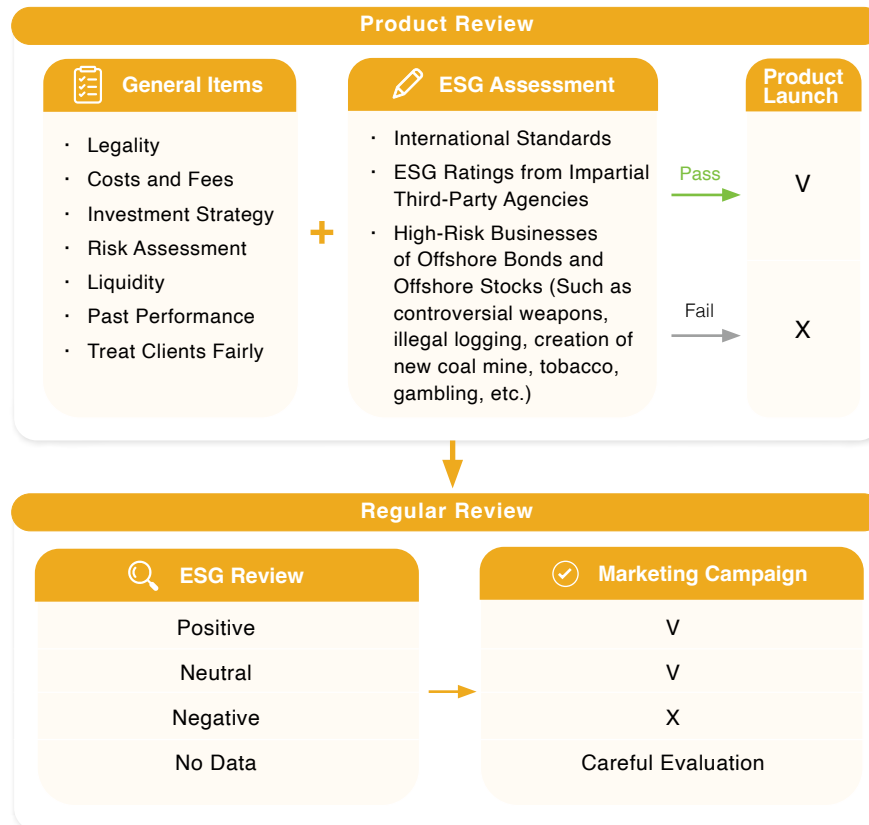 Product Review
General Items
· Legality
· Costs and Fees
· Investment Strategy
· Risk Assessment
· Liquidity
· Past Performance
· Treat Clients Fairly
+
ESG Assessment
· International Standards
· ESG Ratings from Impartial
Third-Party Agencies
· High-Risk Businesses
of Offshore Bonds and
Offshore Stocks (Such as
controversial weapons,
illegal logging, creation of
new coal mine, tobacco,
gambling, etc.)
Pass
Fail
Product
Launch
V
X
Regular Review
ESG Review
Positive
Neutral
Negative
No Data
Marketing Campaign
V
V
X
Careful Evaluation